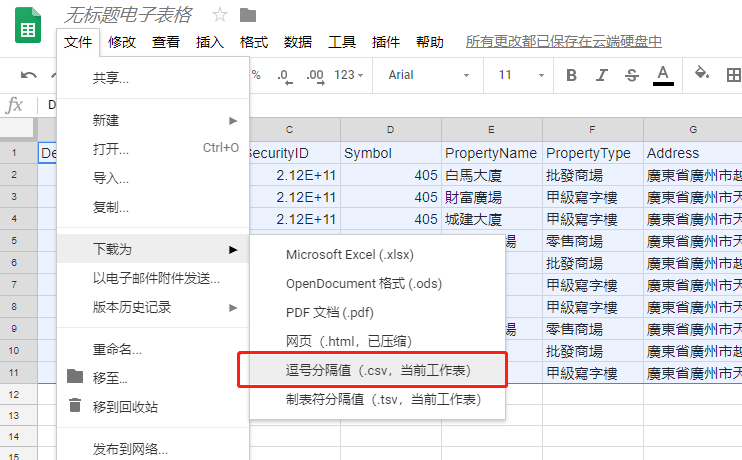 无标题电子表格
文件 修改 查看 插入 格式 数据 工具 插件 帮助 所有更改都已保存在云端硬盘中
% .0 .00 123 Arial 11 B I S A
fx D
共享...
新建
打开... Ctrl+O
导入...
复制...
下载为
以电子邮件附件发送...
版本历史记录
重命名...
移至...
移到回收站
发布到网络...
Microsoft Excel (.xlsx)
OpenDocument 格式 (.ods)
PDF 文档 (.pdf)
网页（.html，已压缩）
逗号分隔值（.csv，当前工作表）
制表符分隔值（.tsv，当前工作表）
C D E F G
1 De SecurityID Symbol PropertyName PropertyType Address
2 2.12E+11 405 白馬大廈 批發商場 廣東省廣州市越
3 2.12E+11 405 財富廣場 甲級寫字樓 廣東省廣州市天
4 2.12E+11 405 城建大廈 甲級寫字樓 廣東省廣州市天
5 場 零售商場 廣東省廣州市天
6 批發商場 廣東省廣州市越
7 甲級寫字樓 廣東省廣州市天
8 甲級寫字樓 廣東省廣州市天
9 場 零售商場 廣東省廣州市天
10 批發商場 廣東省廣州市越
11 甲級寫字樓 廣東省廣州市天
12
13
14
15